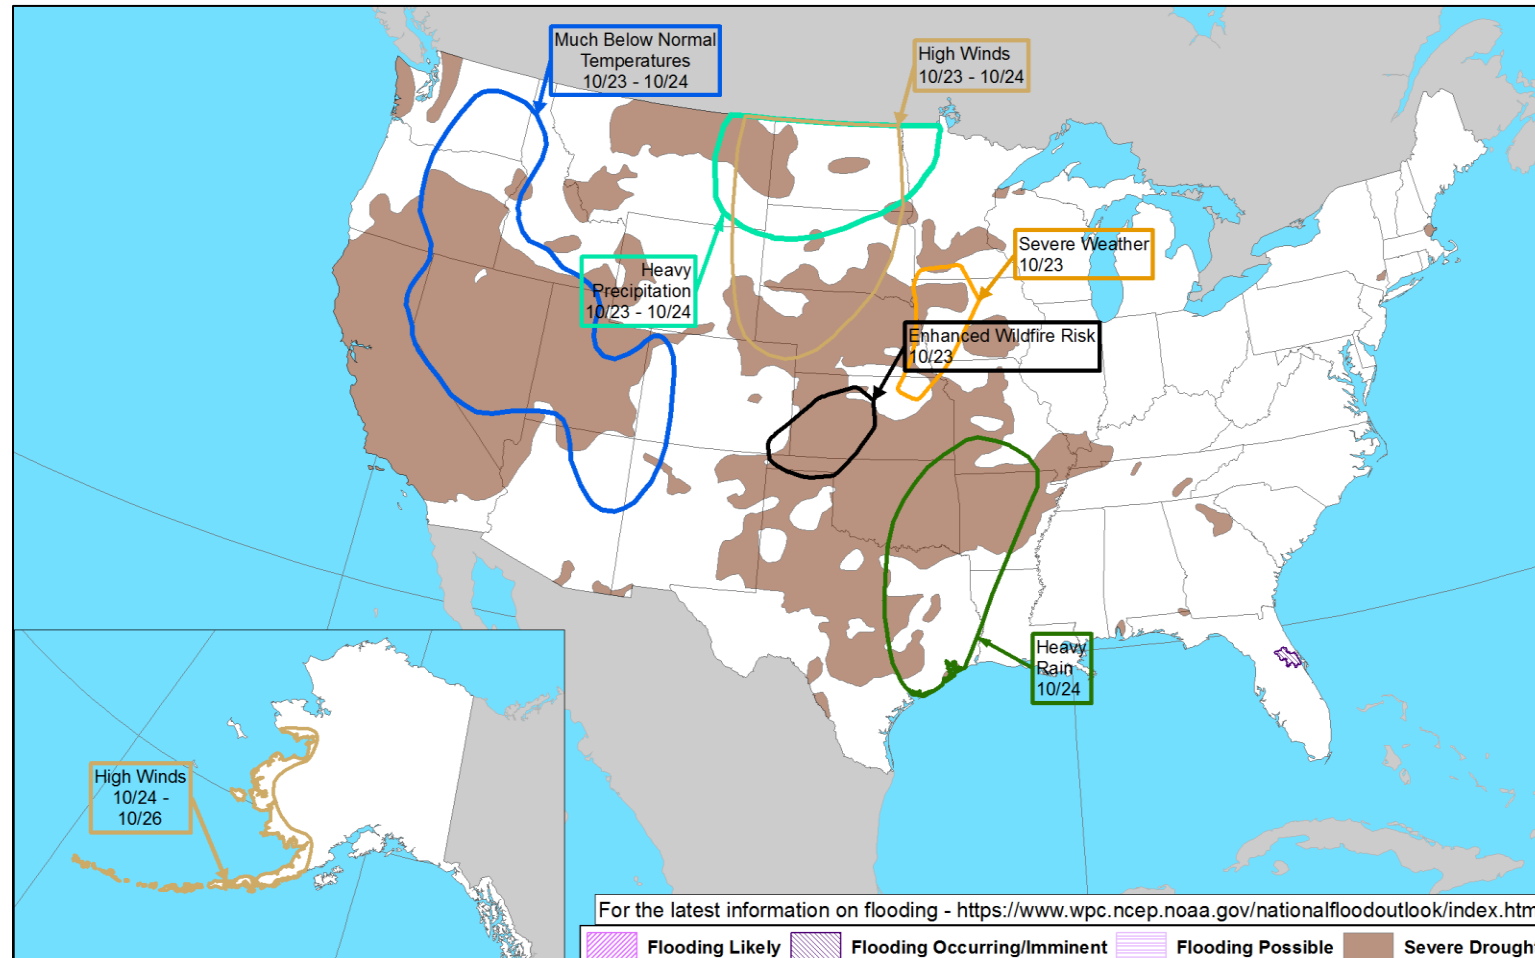 Much Below Normal
Temperatures
10/23 - 10/24
High Winds
10/23 - 10/24
Severe Weather
10/23
Heavy
Precipitation
10/23 - 10/24
Enhanced Wildfire Risk
10/23
Heavy
Rain
10/24
High Winds
10/24 -
10/26
For the latest information on flooding - https://www.wpc.ncep.noaa.gov/nationalfloodoutlook/index.htm
Flooding Likely
Flooding Occurring/Imminent
Flooding Possible
Severe Drought